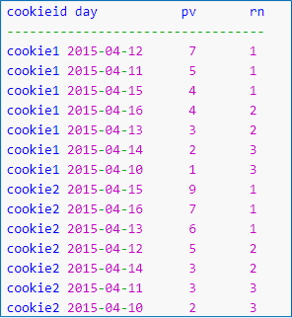 cookieid day pv rn
----------------------------------
cookie1 2015-04-12 7 1
cookie1 2015-04-11 5 1
cookie1 2015-04-15 4 1
cookie1 2015-04-16 4 2
cookie1 2015-04-13 3 2
cookie1 2015-04-14 2 3
cookie1 2015-04-10 1 3
cookie2 2015-04-15 9 1
cookie2 2015-04-16 7 1
cookie2 2015-04-13 6 1
cookie2 2015-04-12 5 2
cookie2 2015-04-14 3 2
cookie2 2015-04-11 3 3
cookie2 2015-04-10 2 3